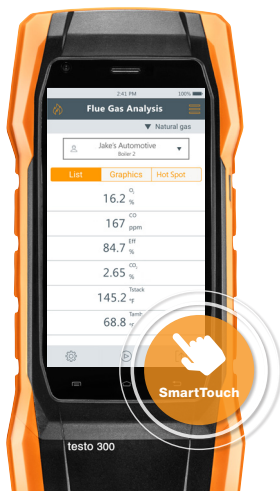 2:41 PM 100%
Flue Gas Analysis
Natural gas
Jake's Automotive
Boiler 2
List Graphics Hot Spot
16.2 O₂ %
167 CO ppm
84.7 Eff %
2.65 CO₂ %
145.2 Tstack °F
68.8 Tamb °F
SmartTouch
testo 300